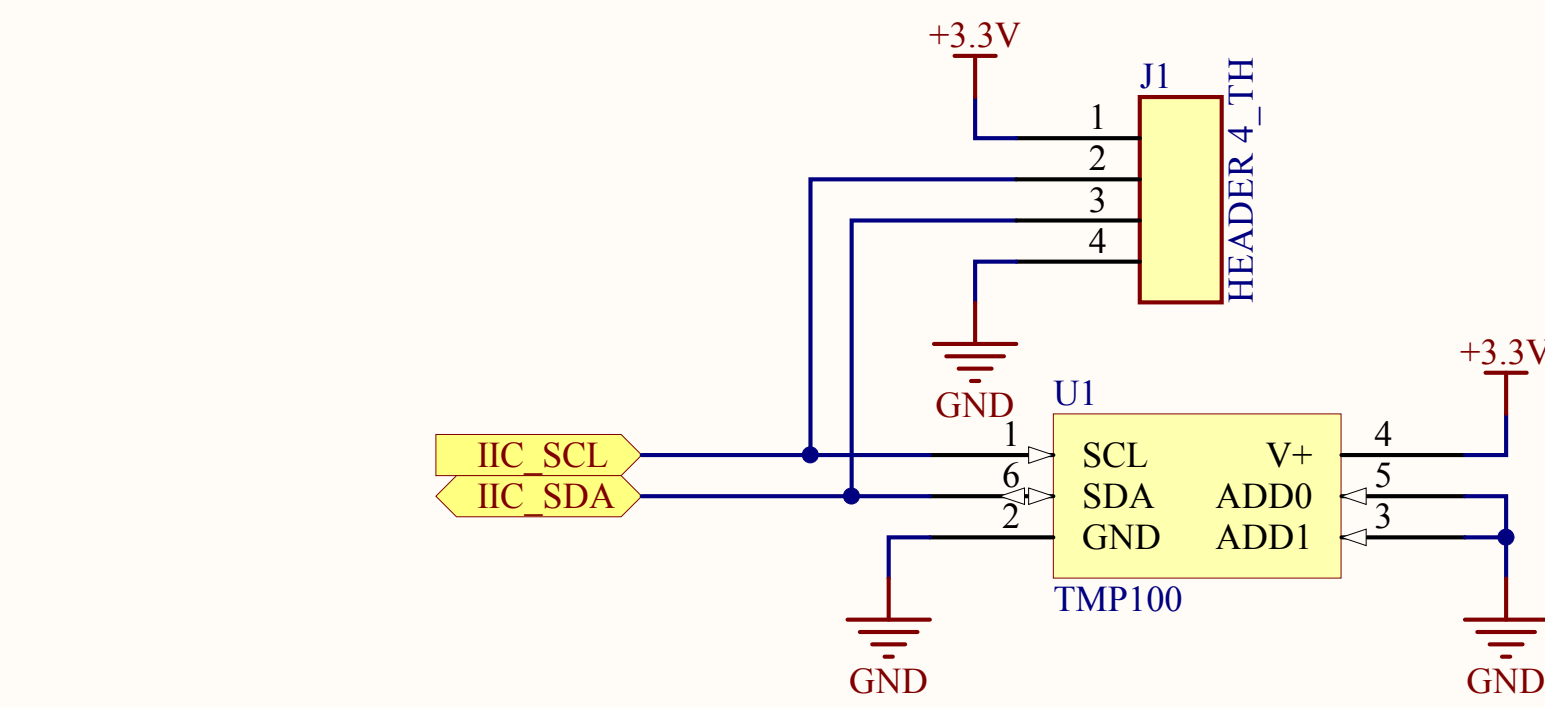 +3.3V
J1
HEADER 4_TH
1
2
3
4
GND
+3.3V
U1
IIC_SCL
1
SCL
V+
4
IIC_SDA
6
SDA
ADD0
5
2
GND
ADD1
3
TMP100
GND
GND